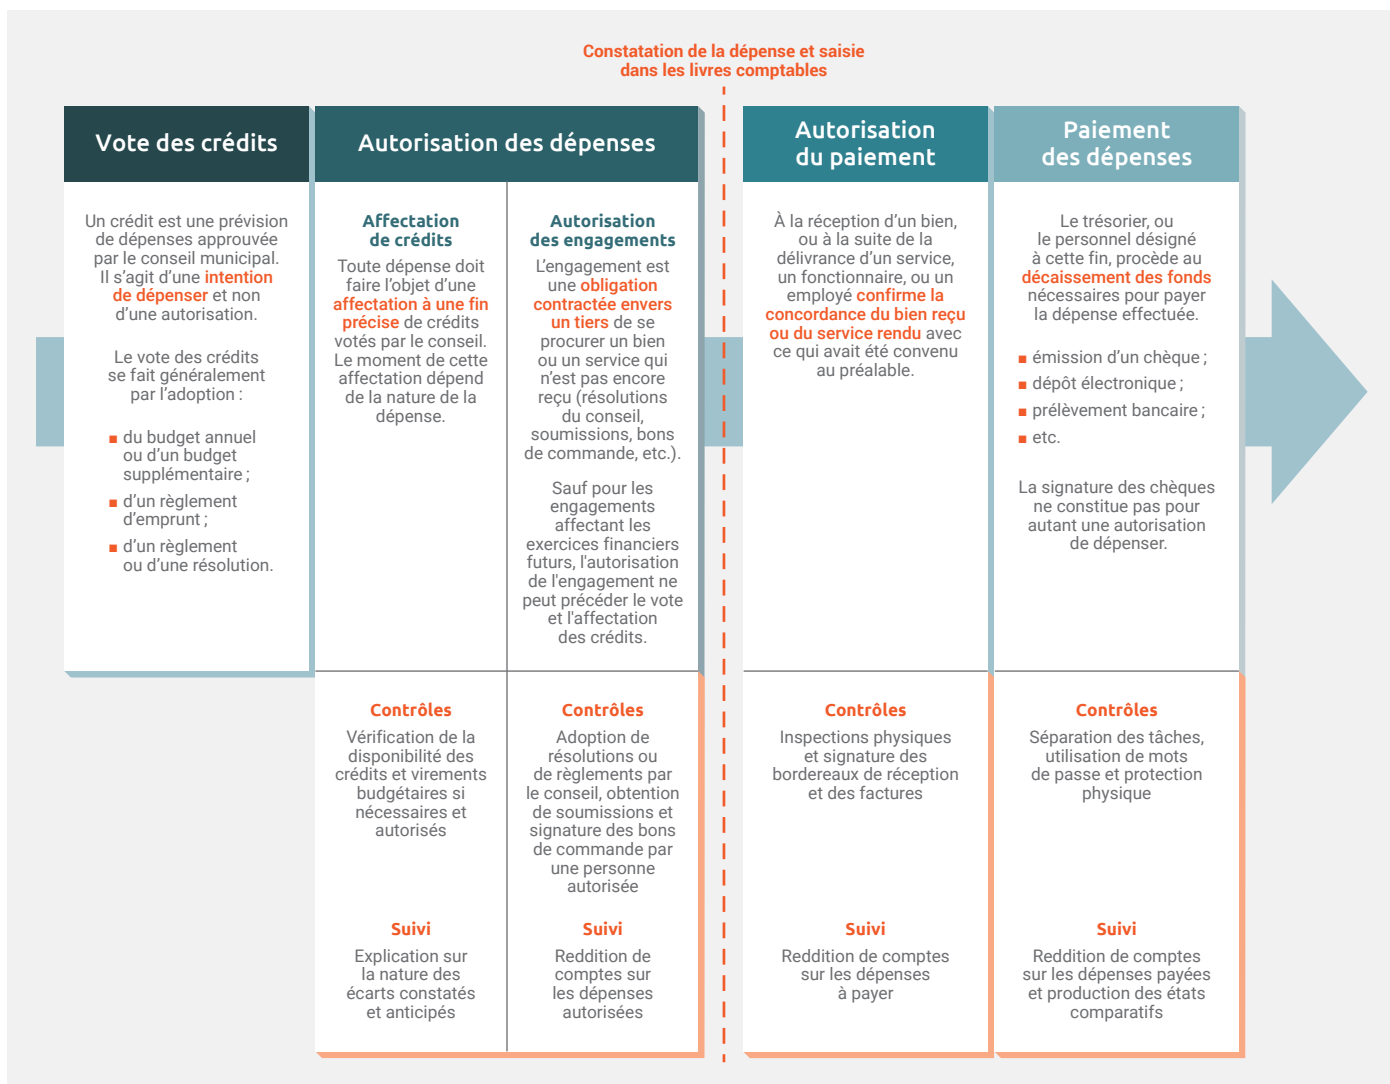 Constatation de la dépense et saisie
dans les livres comptables
Vote des crédits
Un crédit est une prévision
de dépenses approuvée
par le conseil municipal.
Il s’agit d’une intention
de dépenser et non
d’une autorisation.
Le vote des crédits
se fait généralement
par l’adoption :
■ du budget annuel
ou d’un budget
supplémentaire ;
■ d’un règlement
d’emprunt ;
■ d’un règlement
ou d’une résolution.
Autorisation des dépenses
Affectation
de crédits
Toute dépense doit
faire l’objet d’une
affectation à une fin
précise de crédits
votés par le conseil.
Le moment de cette
affectation dépend
de la nature de la
dépense.
Contrôles
Vérification de la
disponibilité des
crédits et virements
budgétaires si
nécessaires et
autorisés
Suivi
Explication sur
la nature des
écarts constatés
et anticipés
Autorisation
des engagements
L’engagement est
une obligation
contractée envers
un tiers de se
procurer un bien
ou un service qui
n’est pas encore
reçu (résolutions
du conseil,
soumissions, bons
de commande, etc.).
Sauf pour les
engagements
affectant les
exercices financiers
futurs, l'autorisation
de l'engagement ne
peut précéder le vote
et l'affectation
des crédits.
Contrôles
Adoption de
résolutions ou
de règlements par
le conseil, obtention
de soumissions et
signature des bons
de commande par
une personne
autorisée
Suivi
Reddition de
comptes sur
les dépenses
autorisées
Autorisation
du paiement
À la réception d’un bien,
ou à la suite de la
délivrance d’un service,
un fonctionnaire, ou un
employé confirme la
concordance du bien reçu
ou du service rendu avec
ce qui avait été convenu
au préalable.
Contrôles
Inspections physiques
et signature des
bordereaux de réception
et des factures
Suivi
Reddition de comptes
sur les dépenses
à payer
Paiement
des dépenses
Le trésorier, ou
le personnel désigné
à cette fin, procède au
décaissement des fonds
nécessaires pour payer
la dépense effectuée.
■ émission d’un chèque ;
■ dépôt électronique ;
■ prélèvement bancaire ;
■ etc.
La signature des chèques
ne constitue pas pour
autant une autorisation
de dépenser.
Contrôles
Séparation des tâches,
utilisation de mots
de passe et protection
physique
Suivi
Reddition de comptes
sur les dépenses payées
et production des états
comparatifs